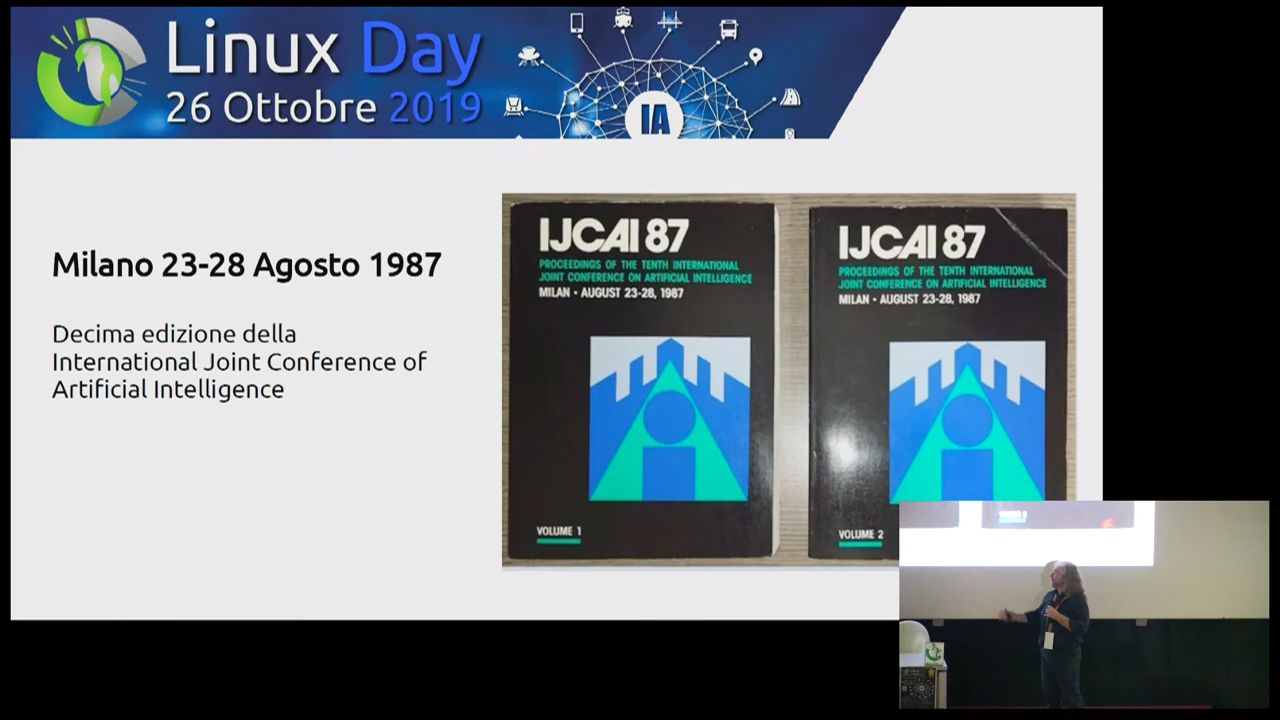 Linux Day
26 Ottobre 2019
IA
Milano 23-28 Agosto 1987
Decima edizione della
International Joint Conference of
Artificial Intelligence
IJCAI 87
PROCEEDINGS OF THE TENTH INTERNATIONAL
JOINT CONFERENCE ON ARTIFICIAL INTELLIGENCE
MILAN • AUGUST 23-28, 1987
VOLUME 1
IJCAI 87
PROCEEDINGS OF THE TENTH INTERNATIONAL
JOINT CONFERENCE ON ARTIFICIAL INTELLIGENCE
MILAN • AUGUST 23-28, 1987
VOLUME 2